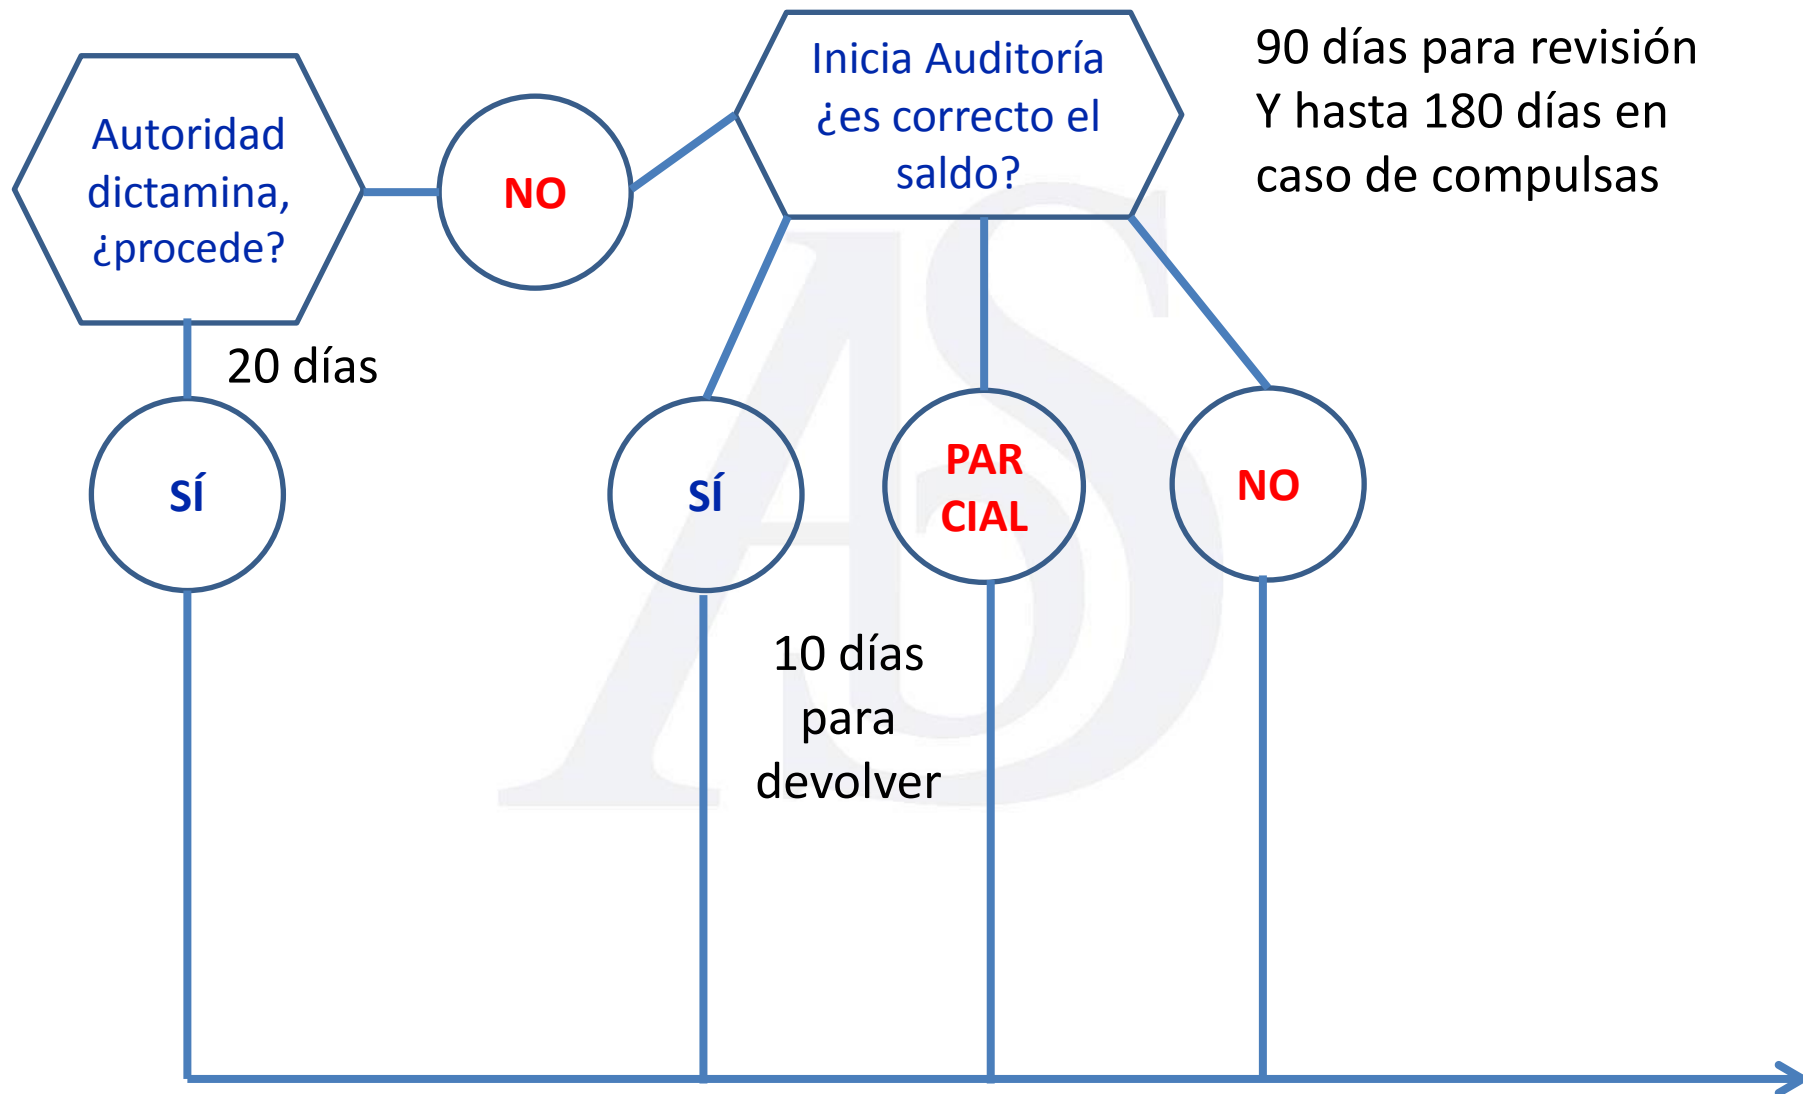 Autoridad
dictamina,
¿procede?
NO
Inicia Auditoría
¿es correcto el
saldo?
90 días para revisión
Y hasta 180 días en
caso de compulsas
20 días
SÍ
SÍ
PAR
CIAL
NO
10 días
para
devolver
AS